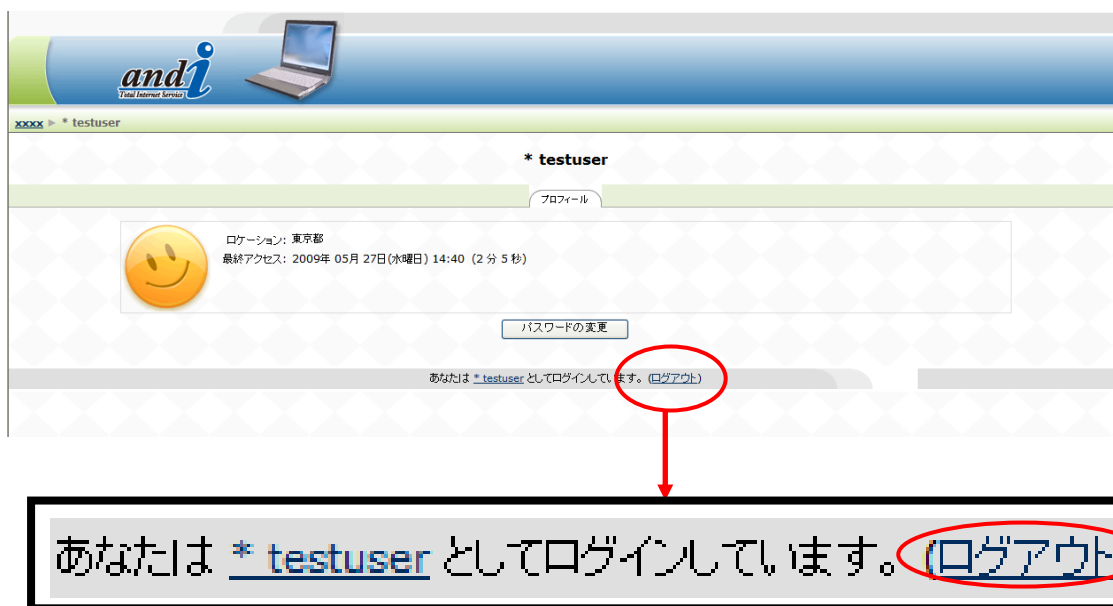 and i
Total Internet Service
xxxx ► * testuser
* testuser
プロフィール
ロケーション: 東京都
最終アクセス: 2009年 05月 27日(水曜日) 14:40 (2 分 5 秒)
パスワードの変更
あなたは * testuser としてログインしています。(ログアウト)
あなたは * testuser としてログインしています。(ログアウト